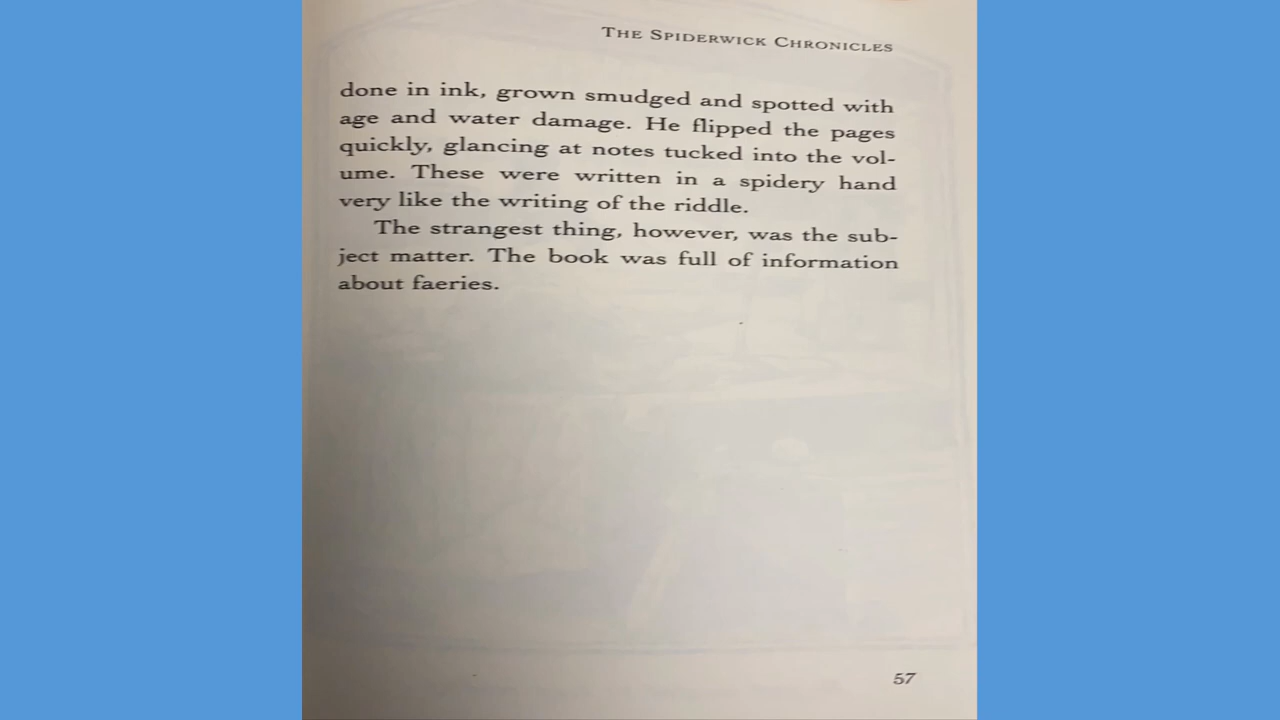 THE SPIDERWICK CHRONICLES
done in ink, grown smudged and spotted with
age and water damage. He flipped the pages
quickly, glancing at notes tucked into the vol-
ume. These were written in a spidery hand
very like the writing of the riddle.
The strangest thing, however, was the sub-
ject matter. The book was full of information
about faeries.
57